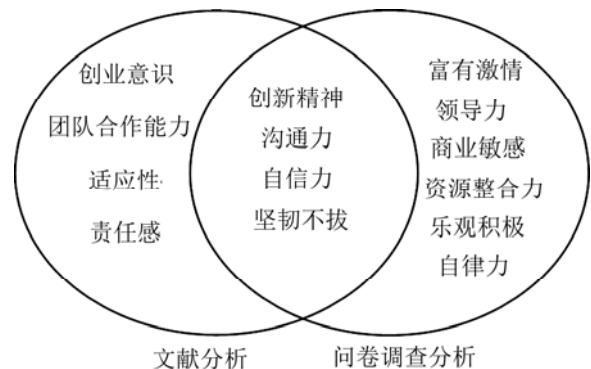 创业意识
团队合作能力
适应性
责任感
创新精神
沟通力
自信力
坚韧不拔
富有激情
领导力
商业敏感
资源整合力
乐观积极
自律力
文献分析
问卷调查分析